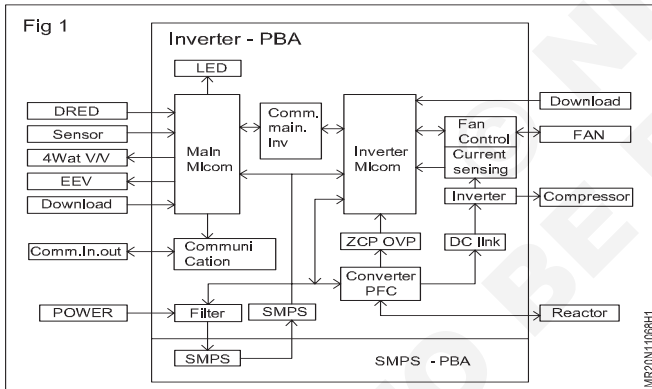 Fig 1
Inverter - PBA
LED
DRED
Sensor
4Wat V/V
EEV
Download
Main
MIcom
Comm.
main.
Inv
Inverter
MIcom
Download
Fan
Control
FAN
Current
sensing
Inverter
Compressor
Comm.In.out
Communi
Cation
ZCP OVP
DC lInk
Converter
PFC
POWER
Filter
SMPS
Reactor
SMPS
SMPS - PBA
MR20N11068H1